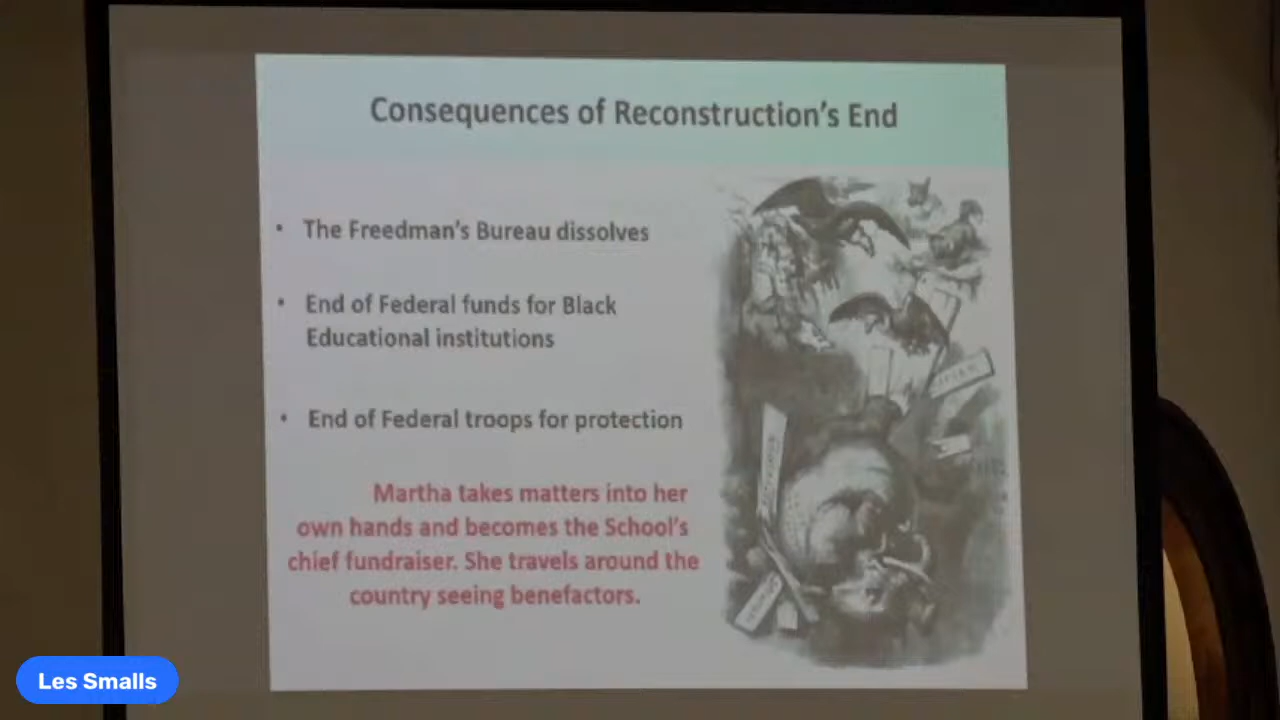 Consequences of Reconstruction's End
• The Freedman's Bureau dissolves
• End of Federal funds for Black
Educational institutions
• End of Federal troops for protection
Martha takes matters into her
own hands and becomes the School's
chief fundraiser. She travels around the
country seeing benefactors.
Les Smalls